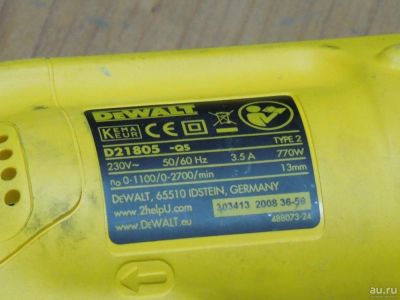 DEWALT
KEMA
KEUR
CE
D21805 -QS TYPE 2
230V~ 50/60 Hz 3.5 A 770W
n0 0-1100/0-2700/min 13mm
DEWALT, 65510 IDSTEIN, GERMANY
www.2helpU.com 2008 36-
www.DEWALT.eu 488073-24
au.ru